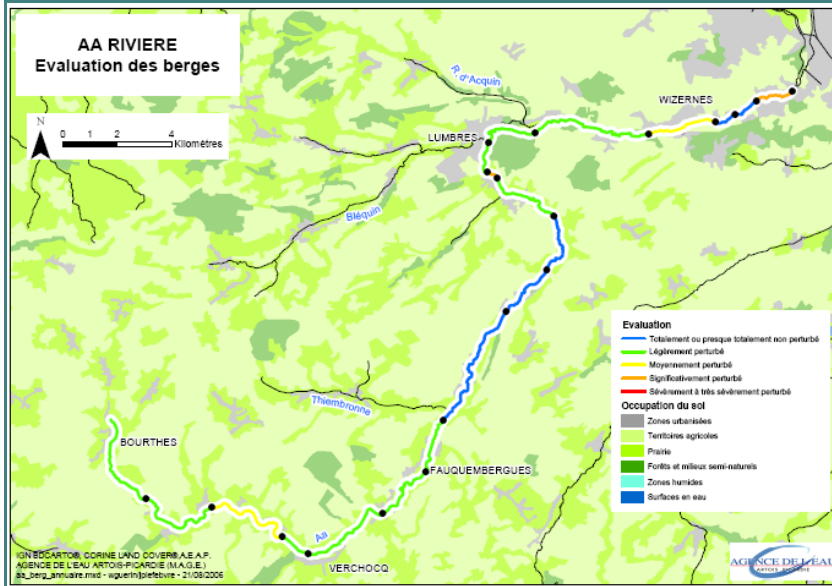 AA RIVIERE
Evaluation des berges
N
0 1 2 4
Kilomètres
R. d'Acquin
WIZERNES
LUMBRES
Bléquin
Thiembronne
BOURTHES
FAUQUEMBERGUES
Aa
VERCHOCQ
Evaluation
Totalement ou presque totalement non perturbé
Légèrement perturbé
Moyennement perturbé
Significativement perturbé
Sévèrement à très sévèrement perturbé
Occupation du sol
Zones urbanisées
Territoires agricoles
Prairie
Forêts et milieux semi-naturels
Zones humides
Surfaces en eau
IGN BDCARTO®, CORINE LAND COVER®A.E.A.P.
AGENCE DE L'EAU ARTOIS-PICARDIE (M.A.G.E.)
aa_berg_annuaire.mxd - wguerin/jplefebvre - 21/08/2006
AGENCE DE L'EAU
ARTOIS - PICARDIE